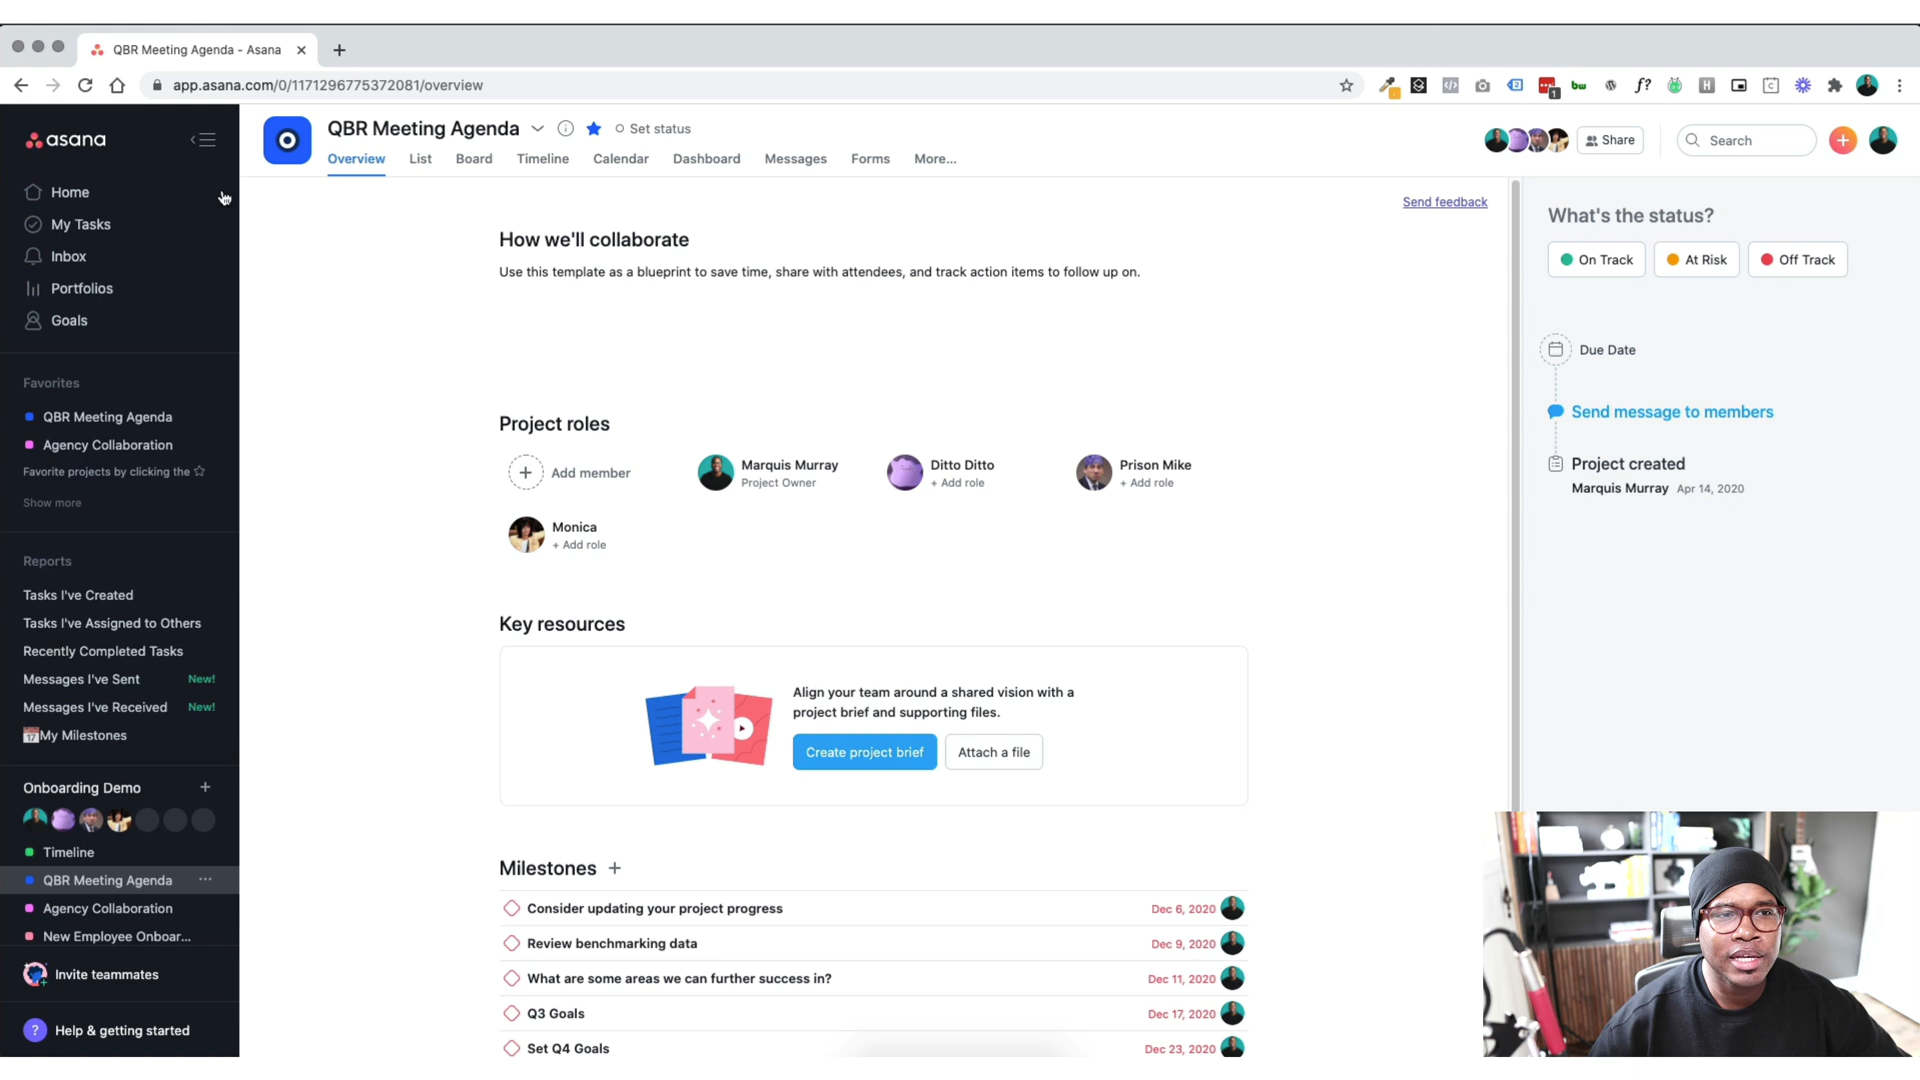 QBR Meeting Agenda - Asana
app.asana.com/0/1171296775372081/overview
1
bw
f?
H
C
asana
Home
My Tasks
Inbox
Portfolios
Goals
Favorites
QBR Meeting Agenda
Agency Collaboration
Favorite projects by clicking the
Show more
Reports
Tasks I've Created
Tasks I've Assigned to Others
Recently Completed Tasks
Messages I've Sent New!
Messages I've Received New!
17 My Milestones
Onboarding Demo
Timeline
QBR Meeting Agenda ...
Agency Collaboration
New Employee Onboar...
Invite teammates
? Help & getting started
QBR Meeting Agenda
Set status
Overview List Board Timeline Calendar Dashboard Messages Forms More...
Share
Search
Send feedback
How we'll collaborate
Use this template as a blueprint to save time, share with attendees, and track action items to follow up on.
Project roles
Add member
Marquis Murray
Project Owner
Ditto Ditto
+ Add role
Prison Mike
+ Add role
Monica
+ Add role
Key resources
Align your team around a shared vision with a
project brief and supporting files.
Create project brief
Attach a file
Milestones +
Consider updating your project progress Dec 6, 2020
Review benchmarking data Dec 9, 2020
What are some areas we can further success in? Dec 11, 2020
Q3 Goals Dec 17, 2020
Set Q4 Goals Dec 23, 2020
What's the status?
On Track
At Risk
Off Track
Due Date
Send message to members
Project created
Marquis Murray Apr 14, 2020